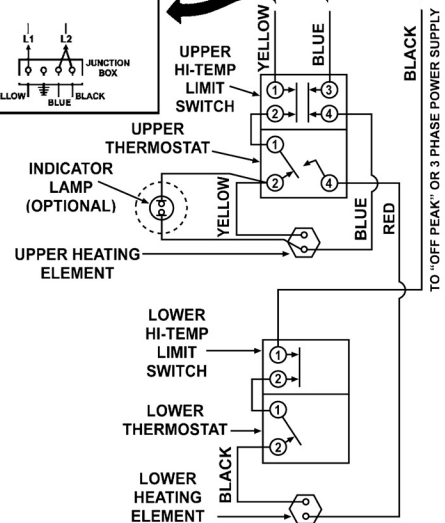 L1 L2
JUNCTION
BOX
LLOW BLUE BLACK
YELLOW
BLUE
BLACK
TO "OFF PEAK" OR 3 PHASE POWER SUPPLY
UPPER
HI-TEMP
LIMIT
SWITCH
1 3
2 4
UPPER
THERMOSTAT
1
2 4
INDICATOR
LAMP
(OPTIONAL)
YELLOW
BLUE
RED
UPPER HEATING
ELEMENT
LOWER
HI-TEMP
LIMIT
SWITCH
1
2
LOWER
THERMOSTAT
1
2
BLACK
LOWER
HEATING
ELEMENT